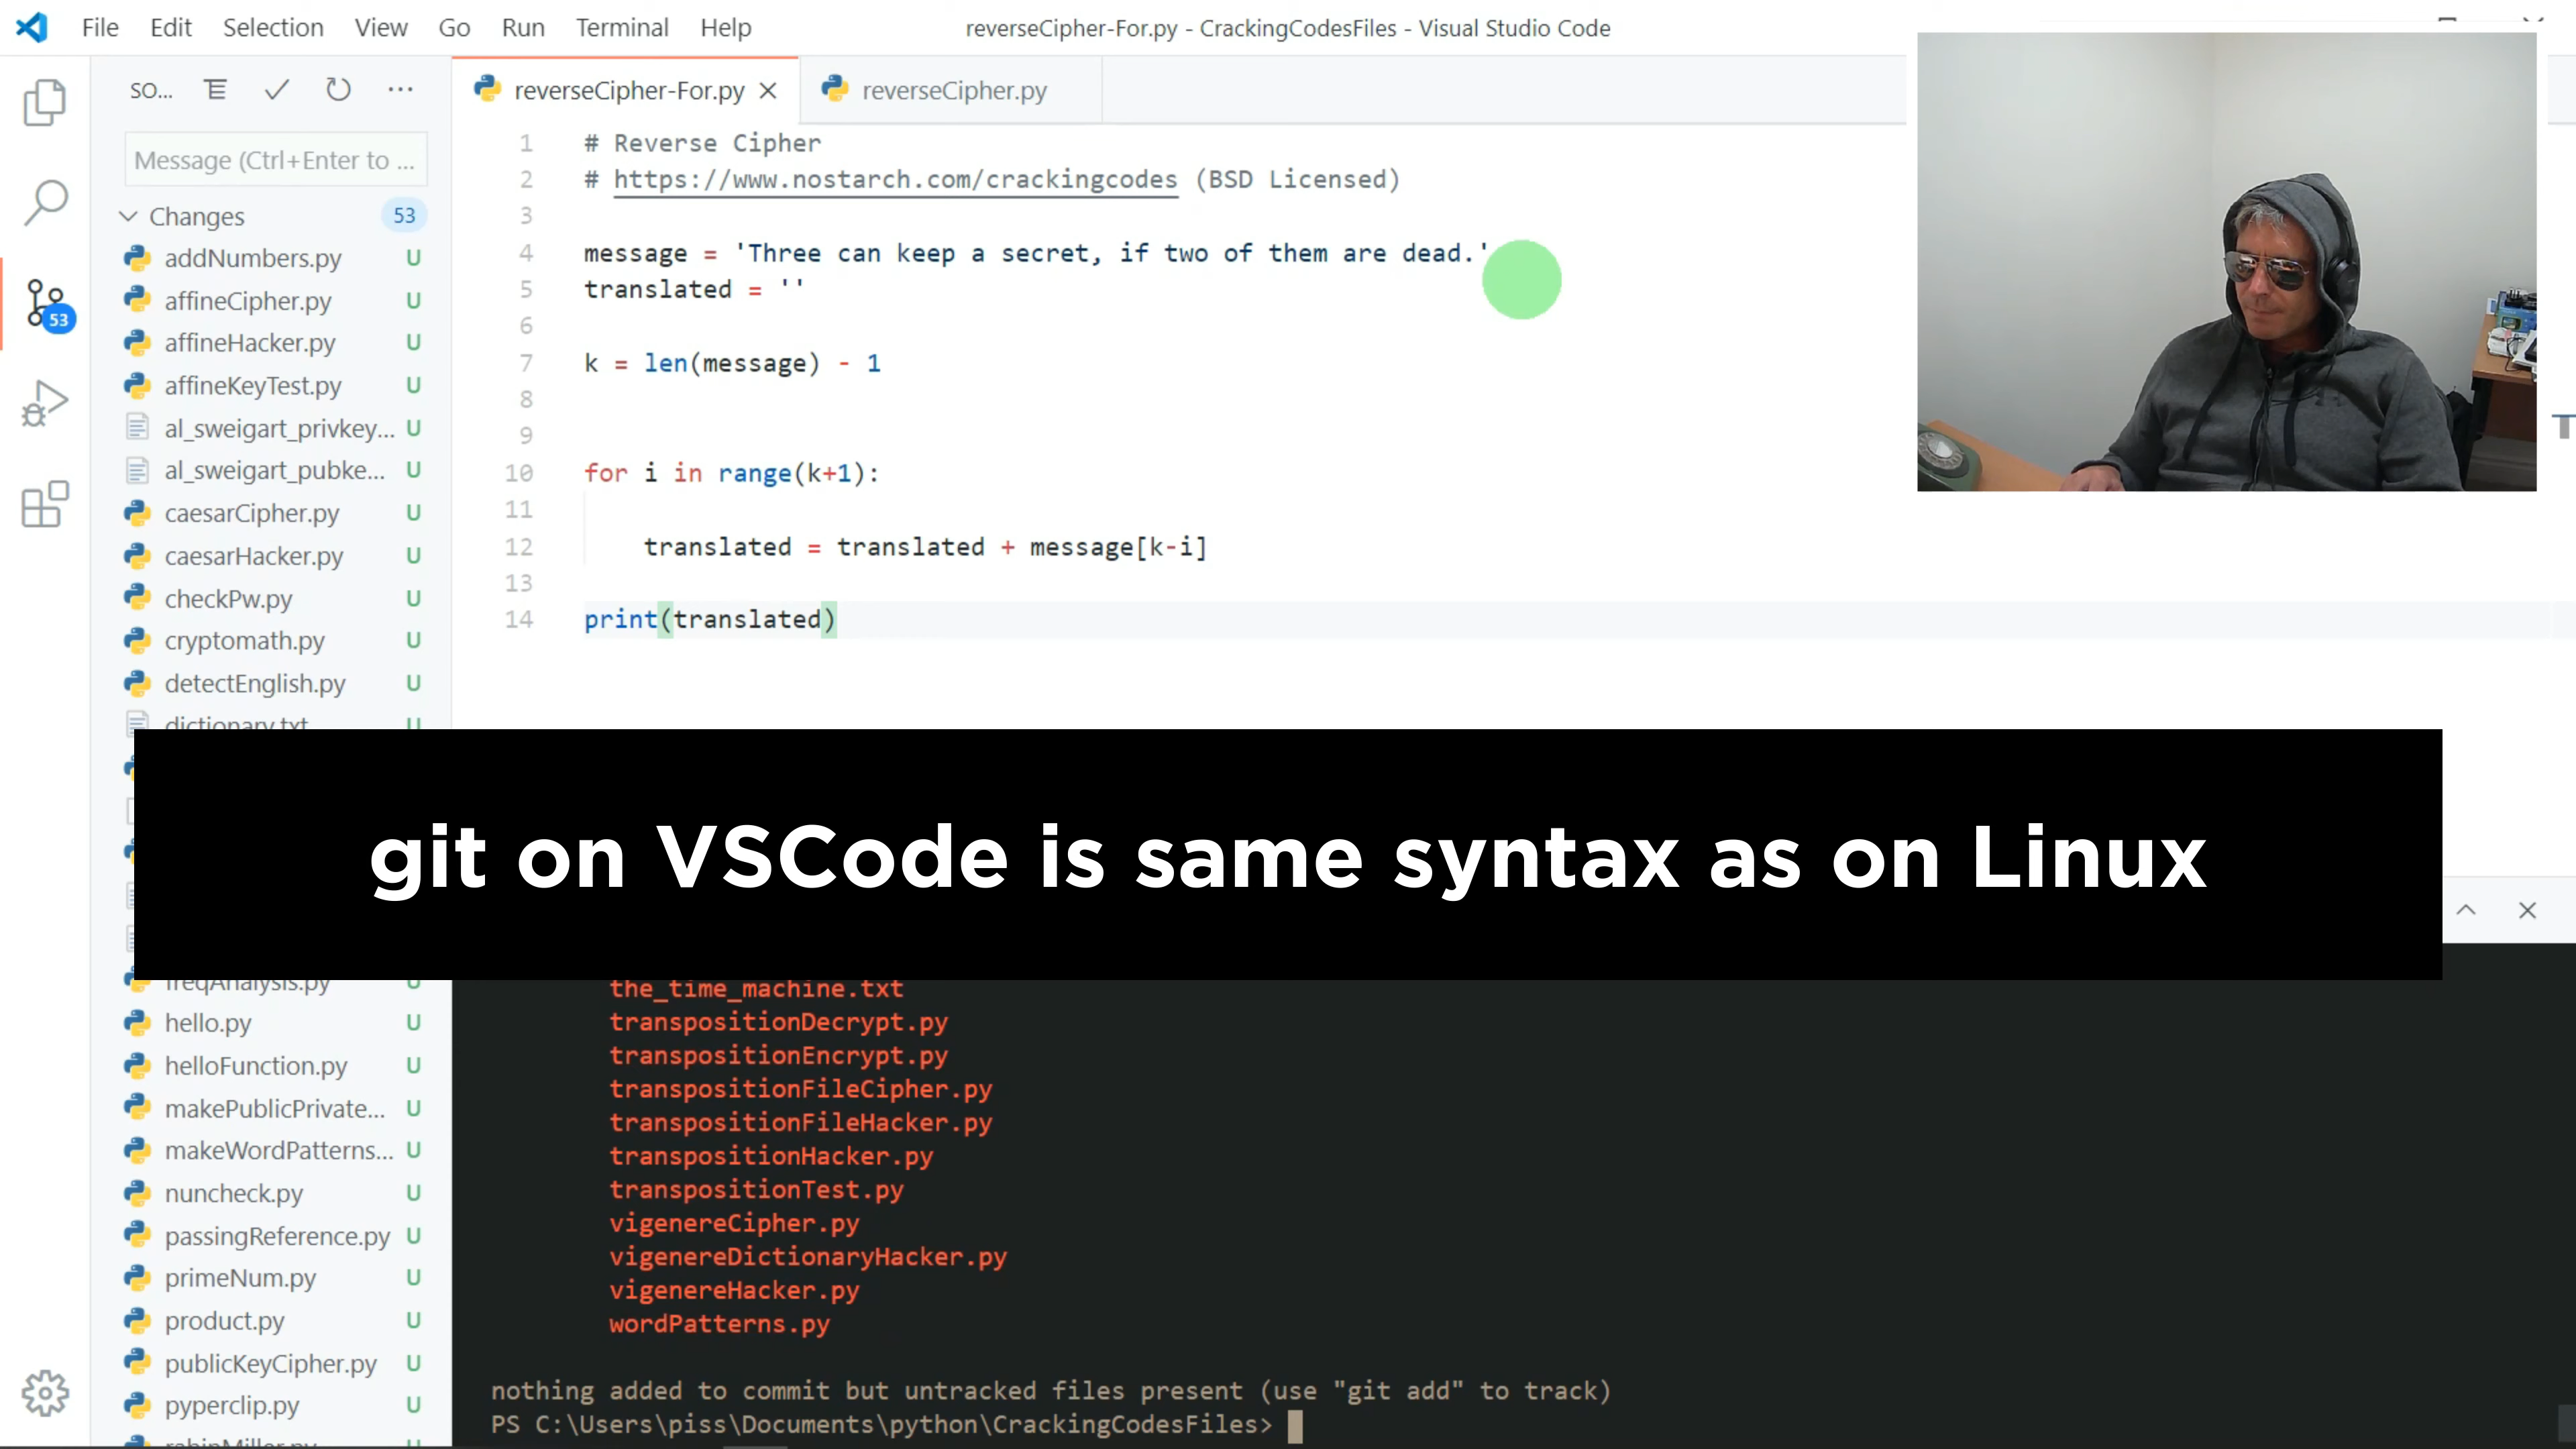 File Edit Selection View Go Run Terminal Help
reverseCipher-For.py - CrackingCodesFiles - Visual Studio Code
SO...
Message (Ctrl+Enter to ...
Changes 53
53
addNumbers.py U
affineCipher.py U
affineHacker.py U
affineKeyTest.py U
al_sweigart_privkey... U
al_sweigart_pubke... U
caesarCipher.py U
caesarHacker.py U
checkPw.py U
cryptomath.py U
detectEnglish.py U
dictionary.txt U
freqAnalysis.py U
hello.py U
helloFunction.py U
makePublicPrivate... U
makeWordPatterns... U
nuncheck.py U
passingReference.py U
primeNum.py U
product.py U
publicKeyCipher.py U
pyperclip.py U
rabinMiller.py U
reverseCipher-For.py
reverseCipher.py
1 # Reverse Cipher
2 # https://www.nostarch.com/crackingcodes (BSD Licensed)
3
4 message = 'Three can keep a secret, if two of them are dead.'
5 translated = ''
6
7 k = len(message) - 1
8
9
10 for i in range(k+1):
11
12 translated = translated + message[k-i]
13
14 print(translated)
git on VSCode is same syntax as on Linux
the_time_machine.txt
transpositionDecrypt.py
transpositionEncrypt.py
transpositionFileCipher.py
transpositionFileHacker.py
transpositionHacker.py
transpositionTest.py
vigenereCipher.py
vigenereDictionaryHacker.py
vigenereHacker.py
wordPatterns.py
nothing added to commit but untracked files present (use "git add" to track)
PS C:\Users\piss\Documents\python\CrackingCodesFiles>